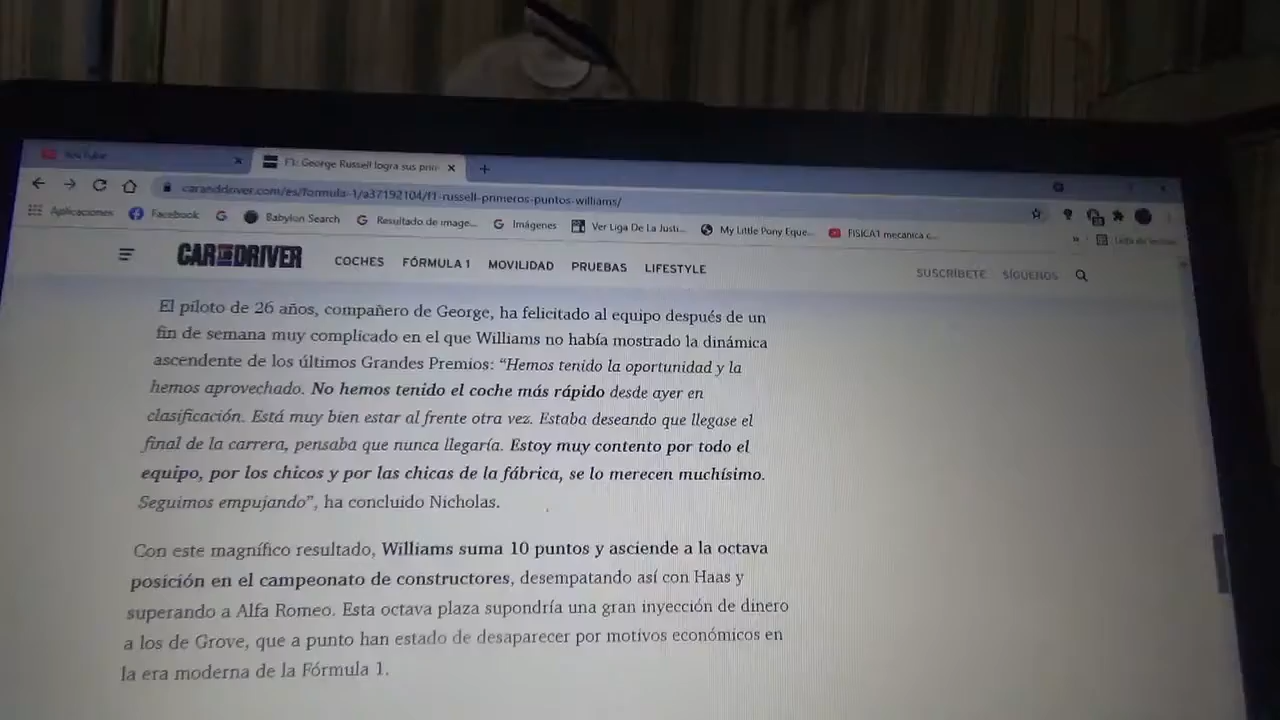 YouTube
F1: George Russell logra sus prim
caranddriver.com/es/formula-1/a37192104/f1-russell-primeros-puntos-williams/
Aplicaciones Facebook Babylon Search Resultado de image... Imágenes Ver Liga De La Justi... My Little Pony Eque... FISICA1 mecanica c... » Lista de lectura
CAR AND DRIVER COCHES FÓRMULA 1 MOVILIDAD PRUEBAS LIFESTYLE SUSCRÍBETE SÍGUENOS
El piloto de 26 años, compañero de George, ha felicitado al equipo después de un
fin de semana muy complicado en el que Williams no había mostrado la dinámica
ascendente de los últimos Grandes Premios: “Hemos tenido la oportunidad y la
hemos aprovechado. No hemos tenido el coche más rápido desde ayer en
clasificación. Está muy bien estar al frente otra vez. Estaba deseando que llegase el
final de la carrera, pensaba que nunca llegaría. Estoy muy contento por todo el
equipo, por los chicos y por las chicas de la fábrica, se lo merecen muchísimo.
Seguimos empujando”, ha concluido Nicholas.
Con este magnífico resultado, Williams suma 10 puntos y asciende a la octava
posición en el campeonato de constructores, desempatando así con Haas y
superando a Alfa Romeo. Esta octava plaza supondría una gran inyección de dinero
a los de Grove, que a punto han estado de desaparecer por motivos económicos en
la era moderna de la Fórmula 1.